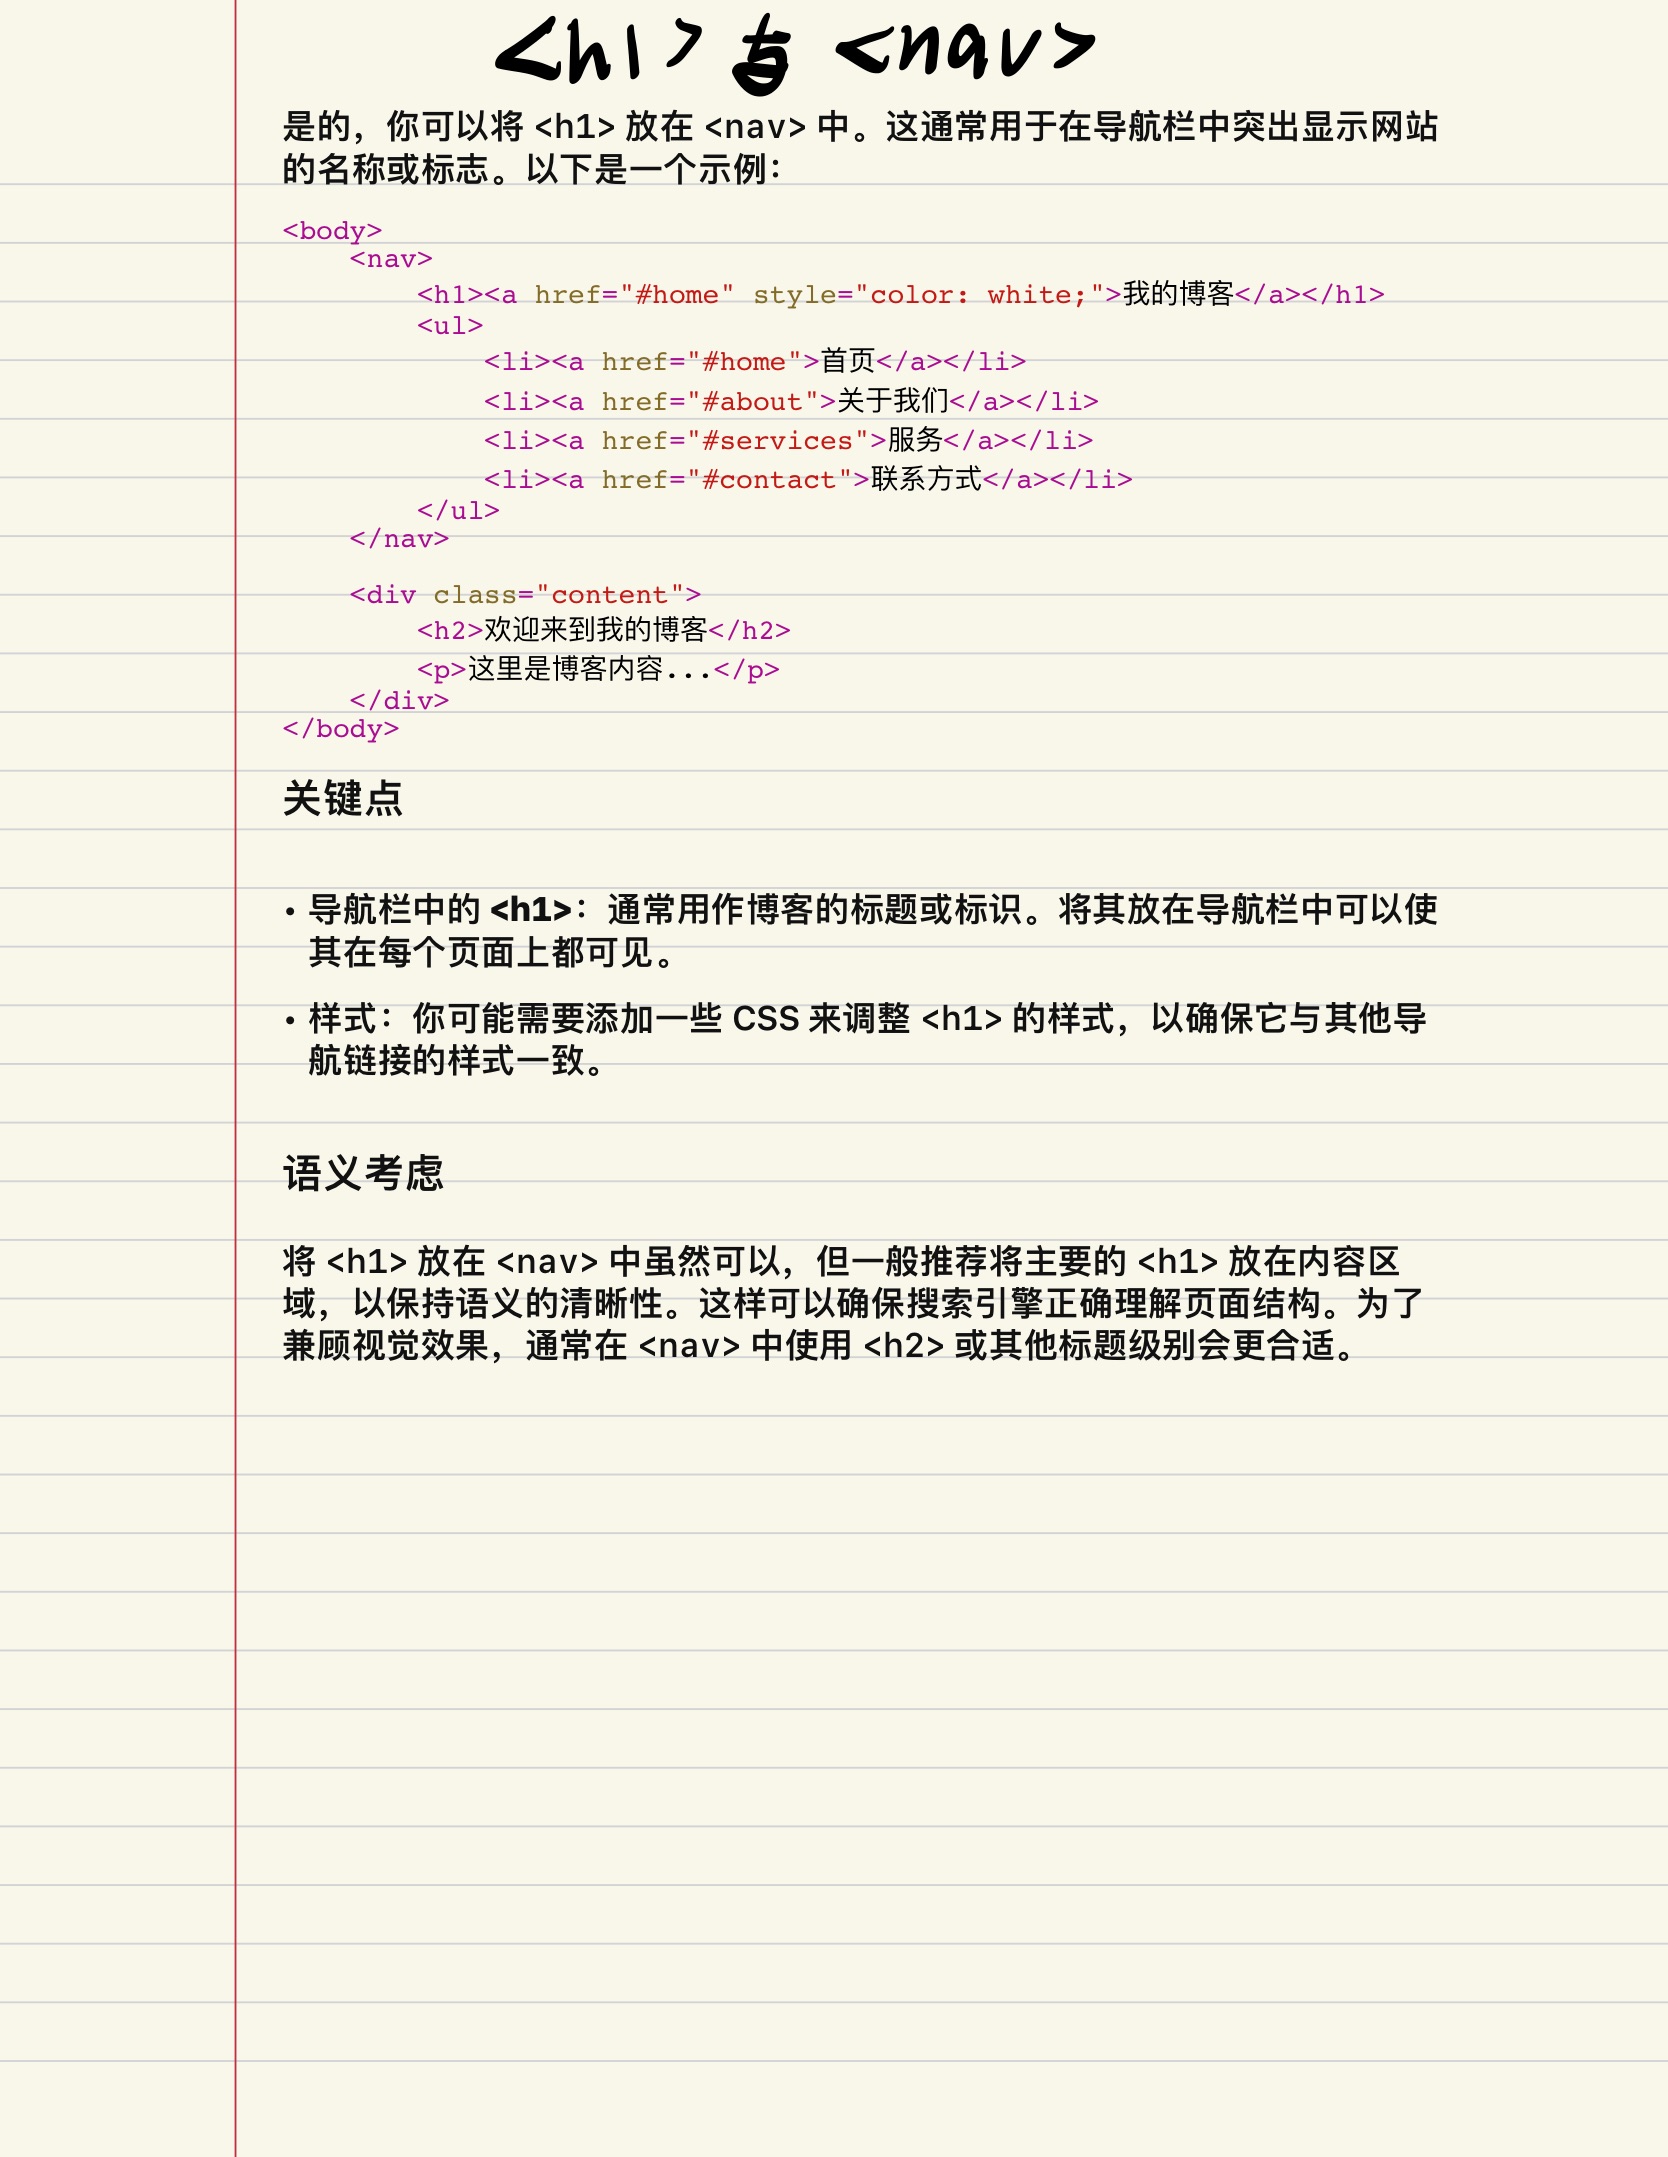 <h1> 与 <nav>
是的，你可以将 <h1> 放在 <nav> 中。这通常用于在导航栏中突出显示网站
的名称或标志。以下是一个示例：
<body>
    <nav>
        <h1><a href="#home" style="color: white;">我的博客</a></h1>
        <ul>
            <li><a href="#home">首页</a></li>
            <li><a href="#about">关于我们</a></li>
            <li><a href="#services">服务</a></li>
            <li><a href="#contact">联系方式</a></li>
        </ul>
    </nav>
    <div class="content">
        <h2>欢迎来到我的博客</h2>
        <p>这里是博客内容...</p>
    </div>
</body>
关键点
• 导航栏中的 <h1>：通常用作博客的标题或标识。将其放在导航栏中可以使
其在每个页面上都可见。
• 样式：你可能需要添加一些 CSS 来调整 <h1> 的样式，以确保它与其他导
航链接的样式一致。
语义考虑
将 <h1> 放在 <nav> 中虽然可以，但一般推荐将主要的 <h1> 放在内容区
域，以保持语义的清晰性。这样可以确保搜索引擎正确理解页面结构。为了
兼顾视觉效果，通常在 <nav> 中使用 <h2> 或其他标题级别会更合适。